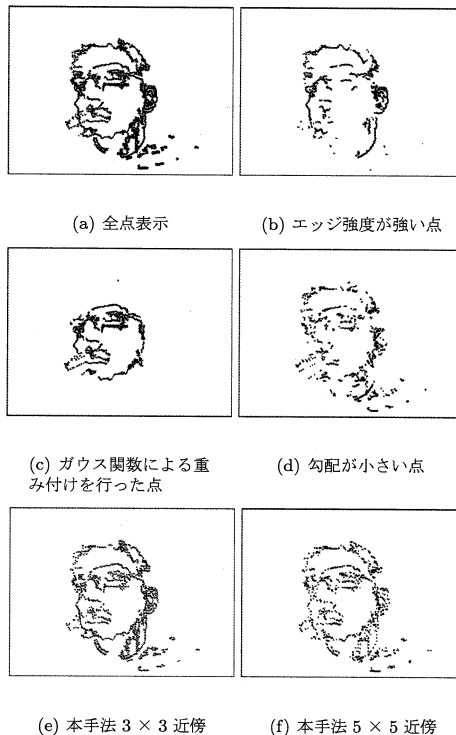 (a) 全点表示
(b) エッジ強度が強い点
(c) ガウス関数による重
み付けを行った点
(d) 勾配が小さい点
(e) 本手法 3 × 3 近傍
(f) 本手法 5 × 5 近傍